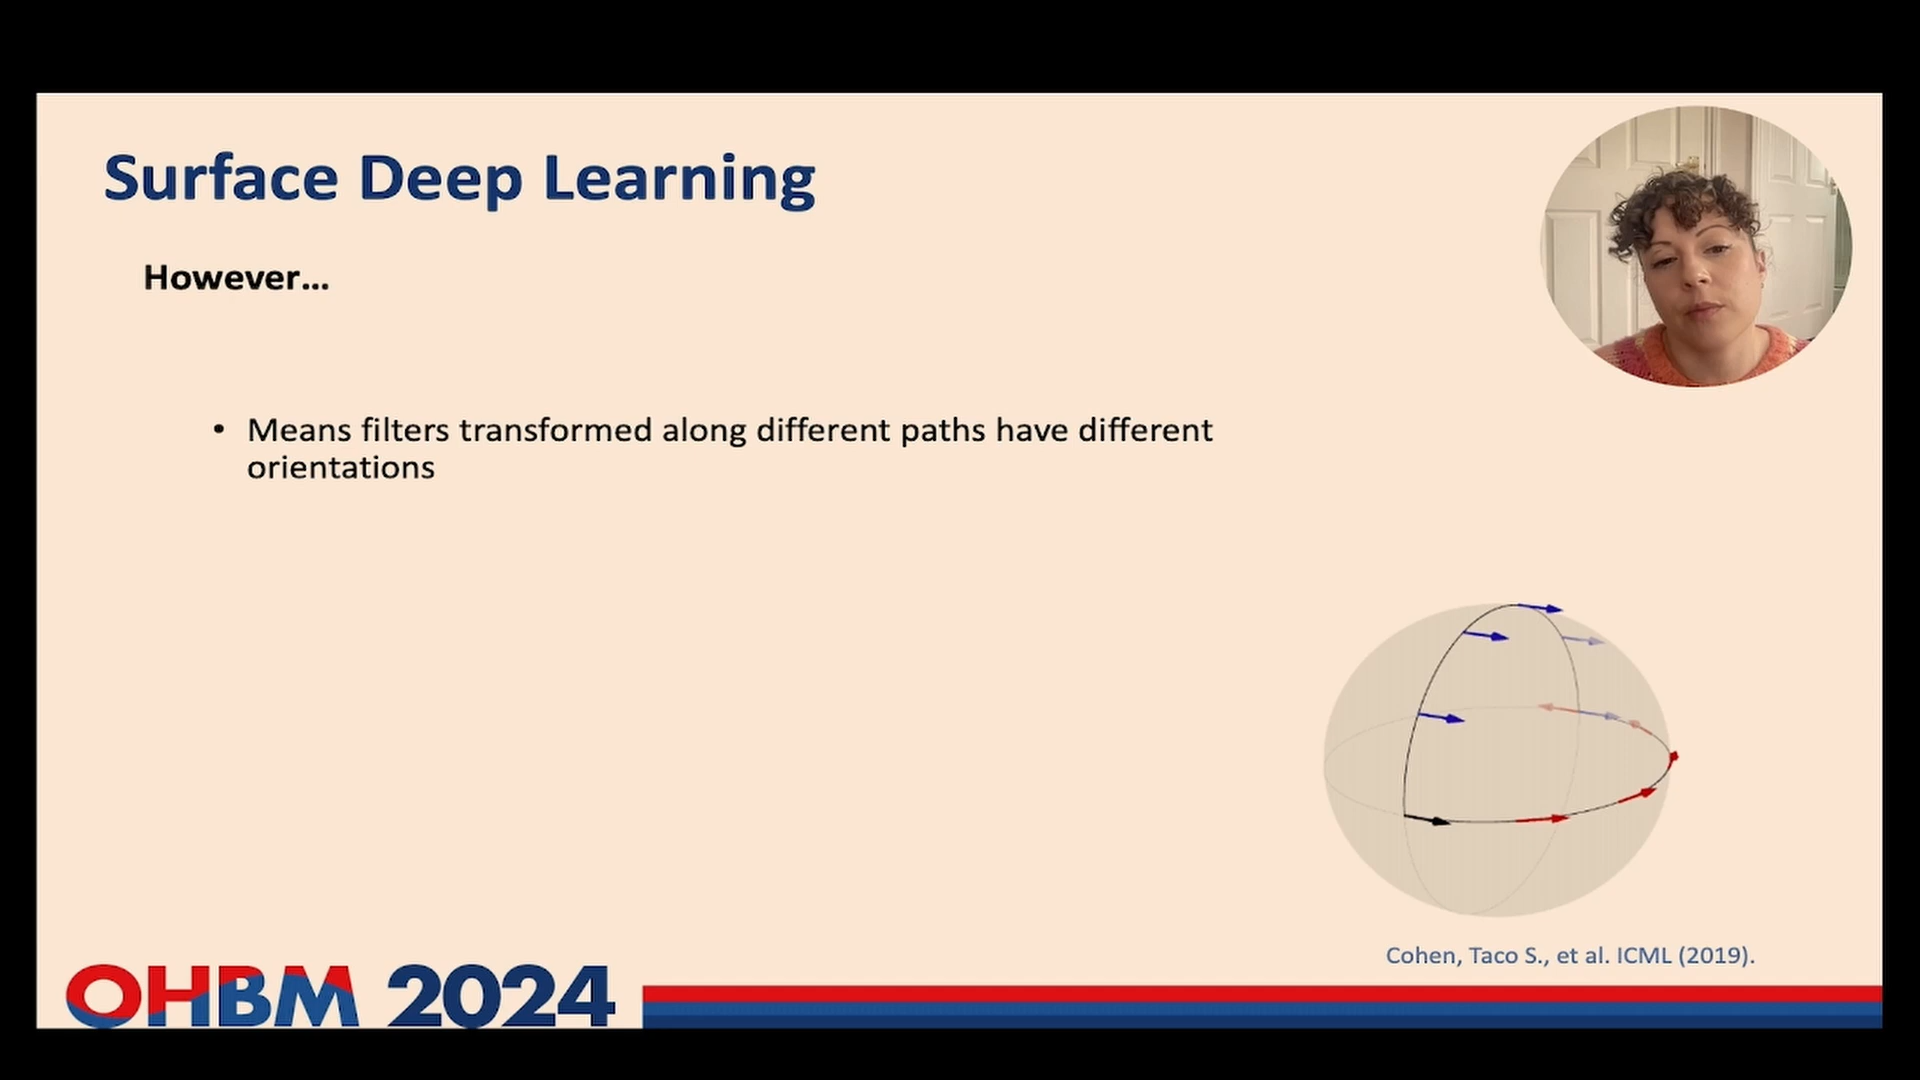 Surface Deep Learning
However...
• Means filters transformed along different paths have different
orientations
Cohen, Taco S., et al. ICML (2019).
OHBM 2024